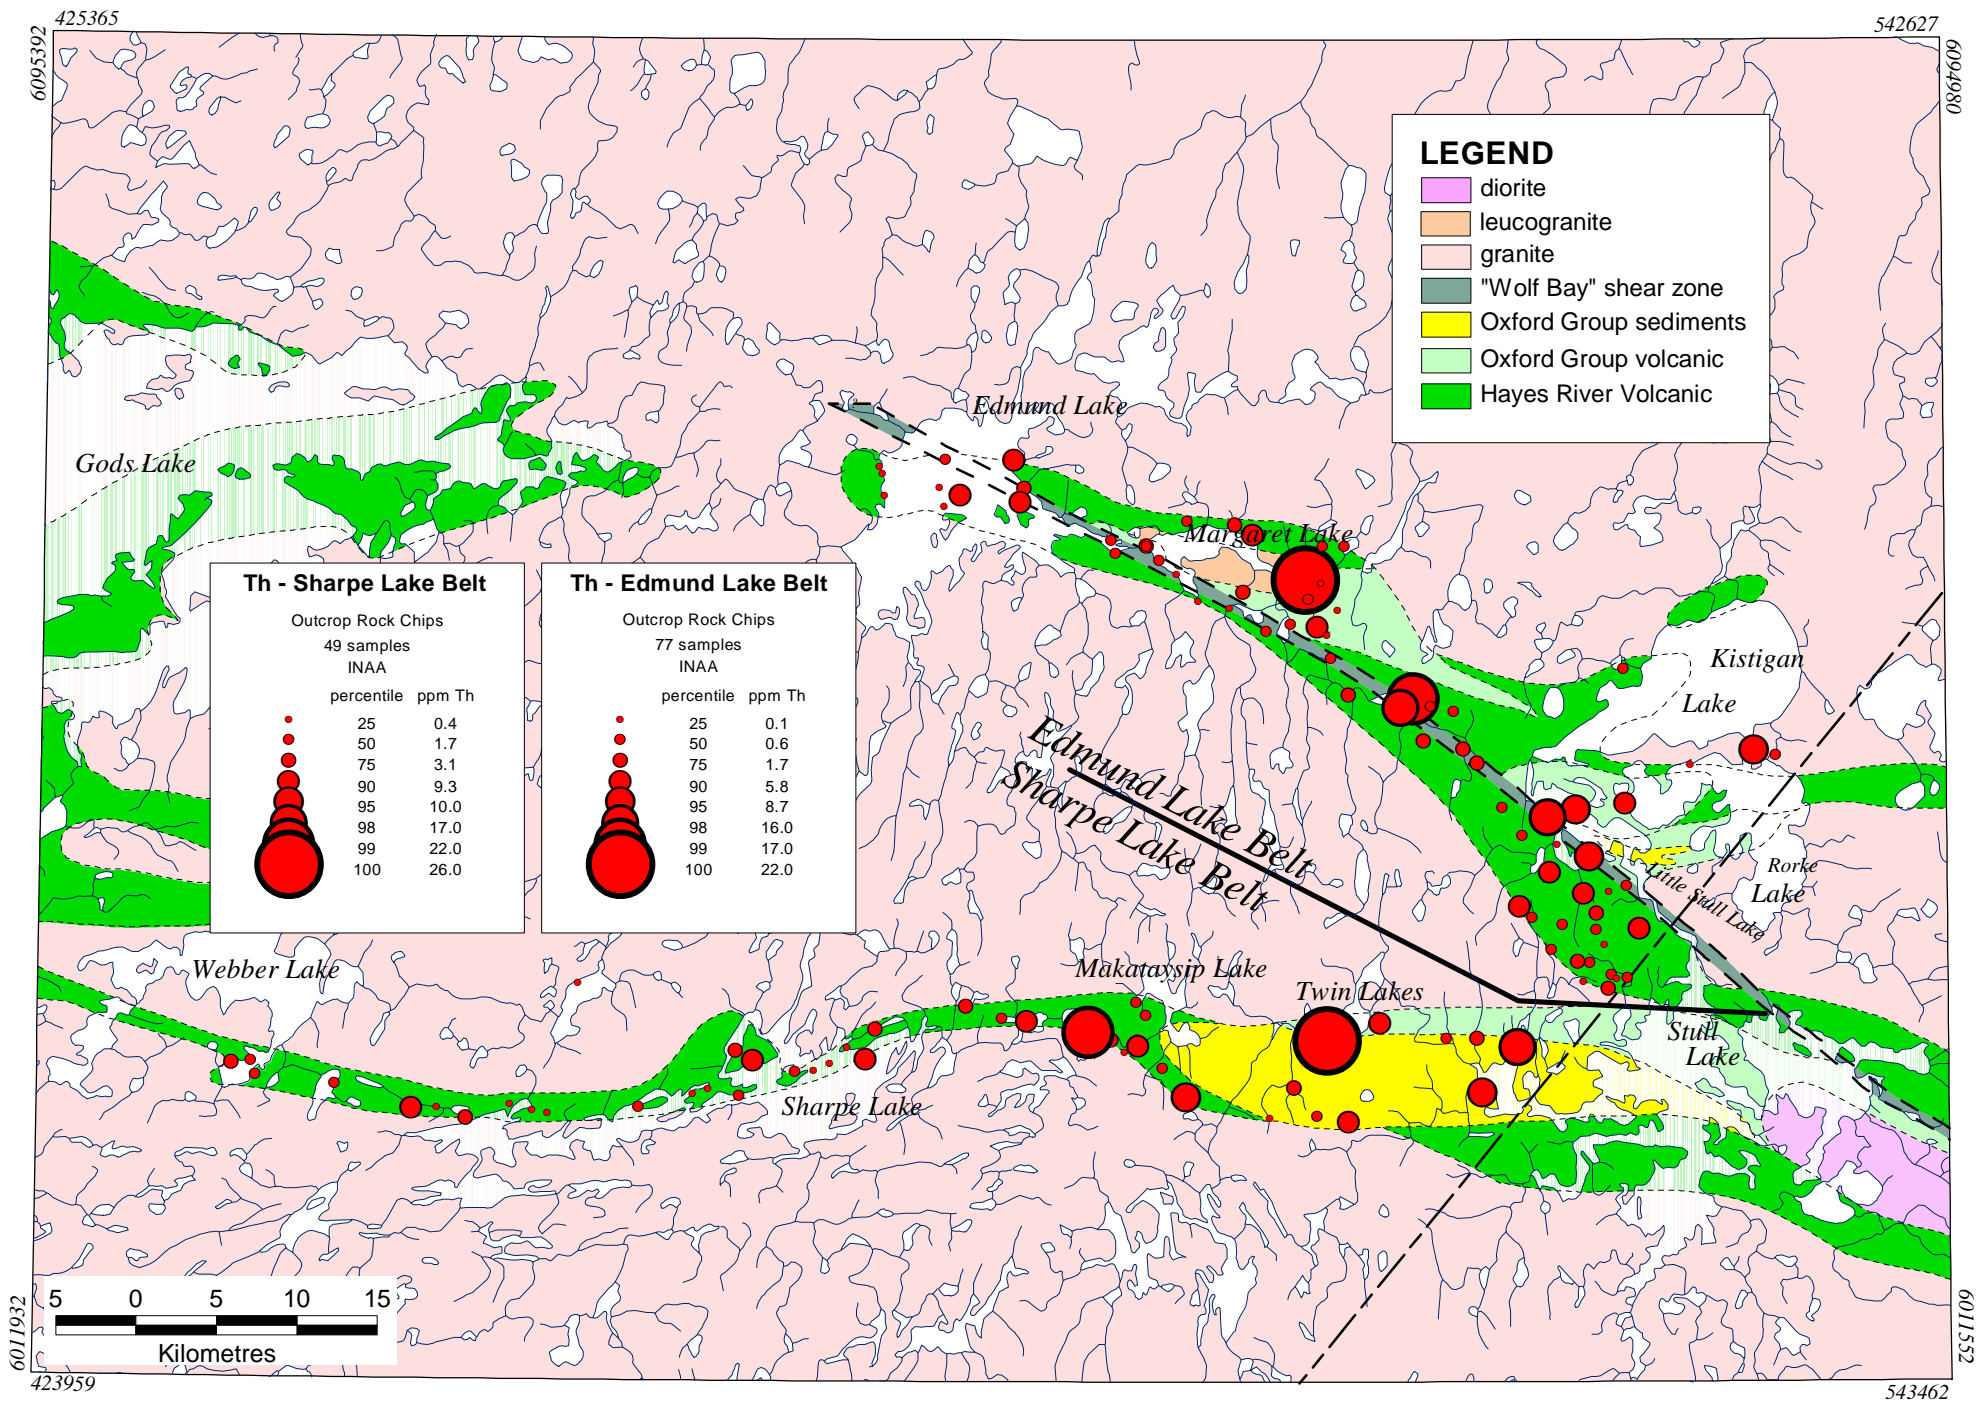 425365
542627
6095392
6094980
LEGEND
diorite
leucogranite
granite
"Wolf Bay" shear zone
Oxford Group sediments
Oxford Group volcanic
Hayes River Volcanic
Edmund Lake
Gods Lake
Margaret Lake
Th - Sharpe Lake Belt
Outcrop Rock Chips
49 samples
INAA
percentile ppm Th
25 0.4
50 1.7
75 3.1
90 9.3
95 10.0
98 17.0
99 22.0
100 26.0
Th - Edmund Lake Belt
Outcrop Rock Chips
77 samples
INAA
percentile ppm Th
25 0.1
50 0.6
75 1.7
90 5.8
95 8.7
98 16.0
99 17.0
100 22.0
Kistigan
Lake
Edmund Lake Belt
Sharpe Lake Belt
Rorke
Lake
Little Stull Lake
Webber Lake
Makataysip Lake
Twin Lakes
Stull
Lake
Sharpe Lake
5 0 5 10 15
Kilometres
6011932
6011552
423959
543462